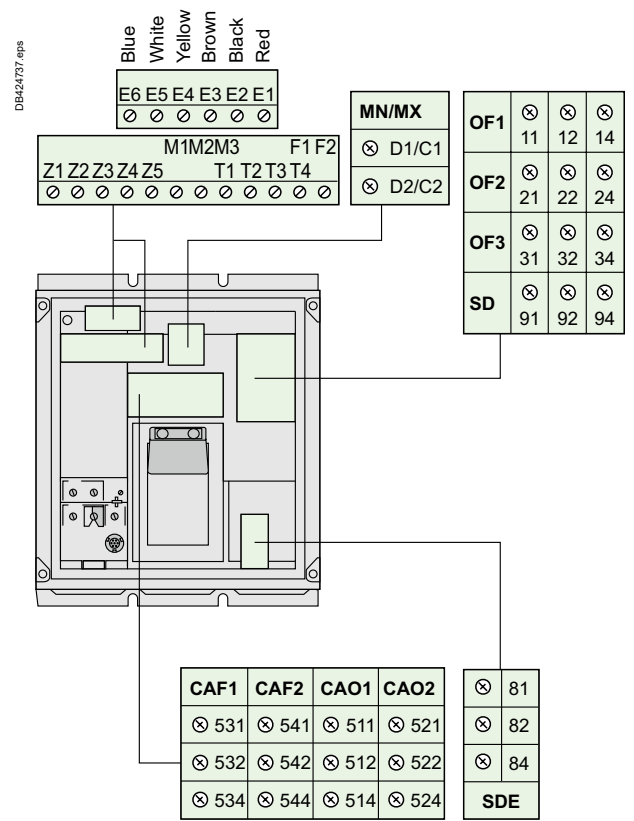 DB424737.eps
Blue
White
Yellow
Brown
Black
Red
E6 E5 E4 E3 E2 E1
M1M2M3 F1 F2
Z1 Z2 Z3 Z4 Z5 T1 T2 T3 T4
MN/MX
D1/C1
D2/C2
OF1 11 12 14
OF2 21 22 24
OF3 31 32 34
SD 91 92 94
CAF1 CAF2 CAO1 CAO2
531 541 511 521
532 542 512 522
534 544 514 524
81
82
84
SDE